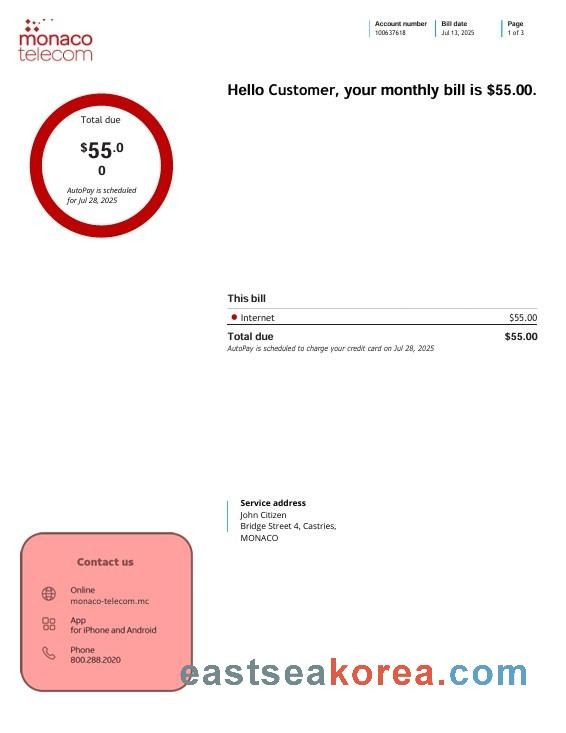 monaco
telecom
Account number
100637618
Bill date
Jul 13, 2025
Page
1 of 3
Hello Customer, your monthly bill is $55.00.
Total due
$55.0
0
AutoPay is scheduled
for Jul 28, 2025
This bill
Internet $55.00
Total due $55.00
AutoPay is scheduled to charge your credit card on Jul 28, 2025
Service address
John Citizen
Bridge Street 4, Castries,
MONACO
Contact us
Online
monaco-telecom.mc
App
for iPhone and Android
Phone
800.288.2020
eastseakorea.com